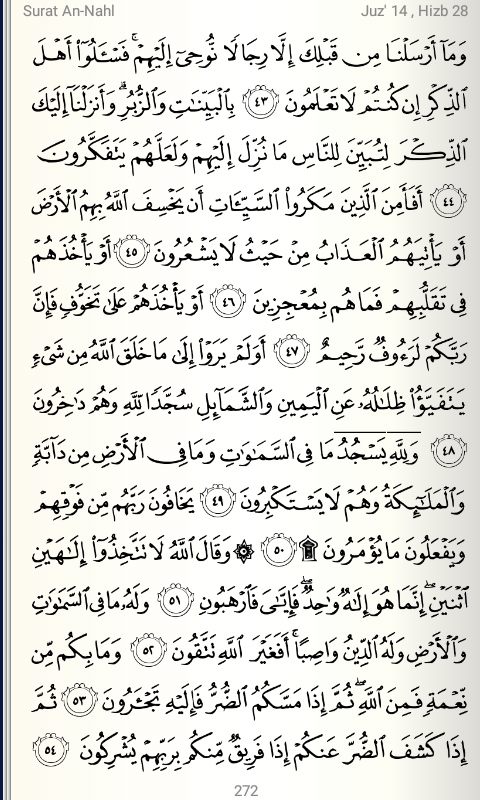 Surat An-Nahl Juz' 14 , Hizb 28
وَمَآ أَرْسَلْنَا مِن قَبْلِكَ إِلَّا رِجَالًا نُّوحِىٓ إِلَيْهِمْ ۚ فَسْـَٔلُوٓا۟ أَهْلَ
ٱلذِّكْرِ إِن كُنتُمْ لَا تَعْلَمُونَ ٤٣ بِٱلْبَيِّنَـٰتِ وَٱلزُّبُرِ ۗ وَأَنزَلْنَآ إِلَيْكَ
ٱلذِّكْرَ لِتُبَيِّنَ لِلنَّاسِ مَا نُزِّلَ إِلَيْهِمْ وَلَعَلَّهُمْ يَتَفَكَّرُونَ
٤٤ أَفَأَمِنَ ٱلَّذِينَ مَكَرُوا۟ ٱلسَّيِّـَٔاتِ أَن يَخْسِفَ ٱللَّهُ بِهِمُ ٱلْأَرْضَ
أَوْ يَأْتِيَهُمُ ٱلْعَذَابُ مِنْ حَيْثُ لَا يَشْعُرُونَ ٤٥ أَوْ يَأْخُذَهُمْ
فِى تَقَلُّبِهِمْ فَمَا هُم بِمُعْجِزِينَ ٤٦ أَوْ يَأْخُذَهُمْ عَلَىٰ تَخَوُّفٍ فَإِنَّ
رَبَّكُمْ لَرَءُوفٌ رَّحِيمٌ ٤٧ أَوَلَمْ يَرَوْا۟ إِلَىٰ مَا خَلَقَ ٱللَّهُ مِن شَىْءٍ
يَتَفَيَّؤُا۟ ظِلَـٰلُهُۥ عَنِ ٱلْيَمِينِ وَٱلشَّمَآئِلِ سُجَّدًا لِّلَّهِ وَهُمْ دَٰخِرُونَ
٤٨ وَلِلَّهِ يَسْجُدُ مَا فِى ٱلسَّمَـٰوَٰتِ وَمَا فِى ٱلْأَرْضِ مِن دَآبَّةٍ
وَٱلْمَلَـٰٓئِكَةُ وَهُمْ لَا يَسْتَكْبِرُونَ ٤٩ يَخَافُونَ رَبَّهُم مِّن فَوْقِهِمْ
وَيَفْعَلُونَ مَا يُؤْمَرُونَ ۩ ٥٠ ۞ وَقَالَ ٱللَّهُ لَا تَتَّخِذُوٓا۟ إِلَـٰهَيْنِ
ٱثْنَيْنِ ۖ إِنَّمَا هُوَ إِلَـٰهٌ وَٰحِدٌ ۖ فَإِيَّـٰىَ فَٱرْهَبُونِ ٥١ وَلَهُۥ مَا فِى ٱلسَّمَـٰوَٰتِ
وَٱلْأَرْضِ وَلَهُ ٱلدِّينُ وَاصِبًا ۚ أَفَغَيْرَ ٱللَّهِ تَتَّقُونَ ٥٢ وَمَا بِكُم مِّن
نِّعْمَةٍ فَمِنَ ٱللَّهِ ۖ ثُمَّ إِذَا مَسَّكُمُ ٱلضُّرُّ فَإِلَيْهِ تَجْـَٔرُونَ ٥٣ ثُمَّ
إِذَا كَشَفَ ٱلضُّرَّ عَنكُمْ إِذَا فَرِيقٌ مِّنكُم بِرَبِّهِمْ يُشْرِكُونَ ٥٤
272